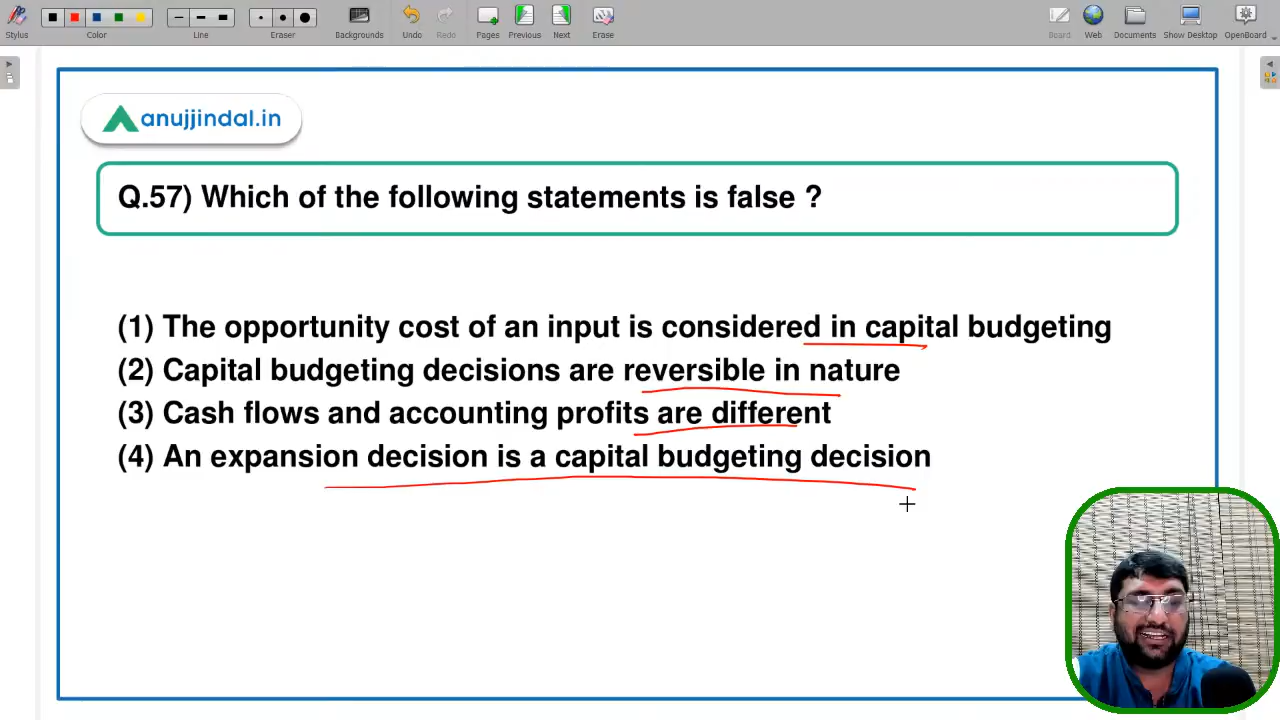 Stylus
Color
Line
Eraser
Backgrounds
Undo
Redo
Pages
Previous
Next
Erase
Board
Web
Documents
Show Desktop
OpenBoard
anujjindal.in
Q.57) Which of the following statements is false ?
(1) The opportunity cost of an input is considered in capital budgeting
(2) Capital budgeting decisions are reversible in nature
(3) Cash flows and accounting profits are different
(4) An expansion decision is a capital budgeting decision